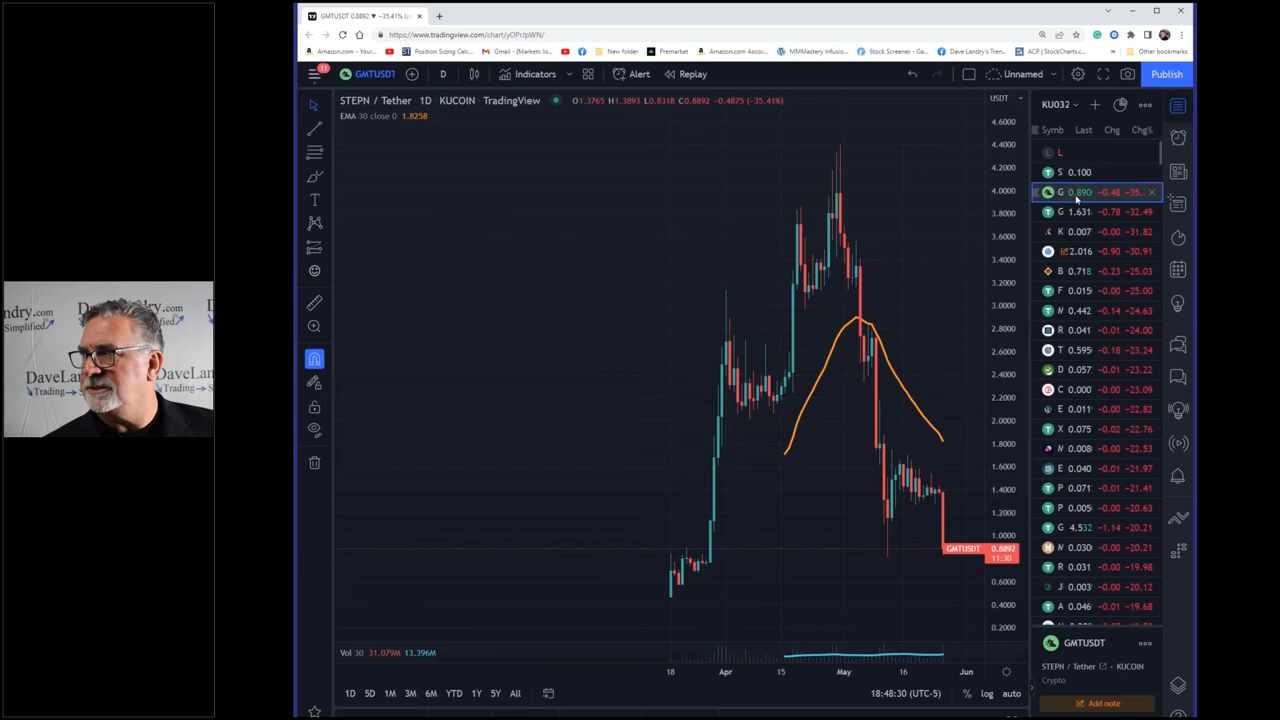 GMTUSDT 0.8892 ▼ −35.41% Un
https://www.tradingview.com/chart/yOPrJpWN/
Amazon.com - Your... Position Sizing Calc... Gmail - [Markets lis... New folder Premarket Amazon.com Assoc... MMMastery Infusio... Stock Screener - Ga... Dave Landry's Tren... ACP | StockCharts.... Other bookmarks
11 GMTUSDT D Indicators Alert Replay Unnamed Publish
STEPN / Tether · 1D · KUCOIN · TradingView O1.3765 H1.3893 L0.8318 C0.8892 −0.4875 (−35.41%)
EMA 30 close 0 1.8258
USDT
4.6000
4.4000
4.2000
4.0000
3.8000
3.6000
3.4000
3.2000
3.0000
2.8000
2.6000
2.4000
2.2000
2.0000
1.8000
1.6000
1.4000
1.2000
1.0000
GMTUSDT 0.8892
11:30
0.6000
0.4000
0.2000
Vol 30 31.079M 13.396M
18 Apr 15 May 16 Jun
1D 5D 1M 3M 6M YTD 1Y 5Y All 18:48:30 (UTC-5) % log auto
KU032
Symb Last Chg Chg%
L
S 0.100
G 0.890 −0.48 −35.
G 1.631 −0.78 −32.49
K 0.007 −0.00 −31.82
2.016 −0.90 −30.91
B 0.718 −0.23 −25.03
F 0.015 −0.00 −25.00
0.442 −0.14 −24.63
R 0.041 −0.01 −24.00
T 0.595 −0.18 −23.24
D 0.057 −0.01 −23.22
C 0.000 −0.00 −23.09
E 0.011 −0.00 −22.82
X 0.075 −0.02 −22.76
0.008 −0.00 −22.53
E 0.040 −0.01 −21.97
P 0.071 −0.01 −21.41
P 0.005 −0.00 −20.63
G 4.532 −1.14 −20.21
0.030 −0.00 −20.21
R 0.031 −0.01 −19.98
J 0.003 −0.00 −20.12
A 0.046 −0.01 −19.68
GMTUSDT
STEPN / Tether · KUCOIN
Crypto
Add note
DaveLan
Trading